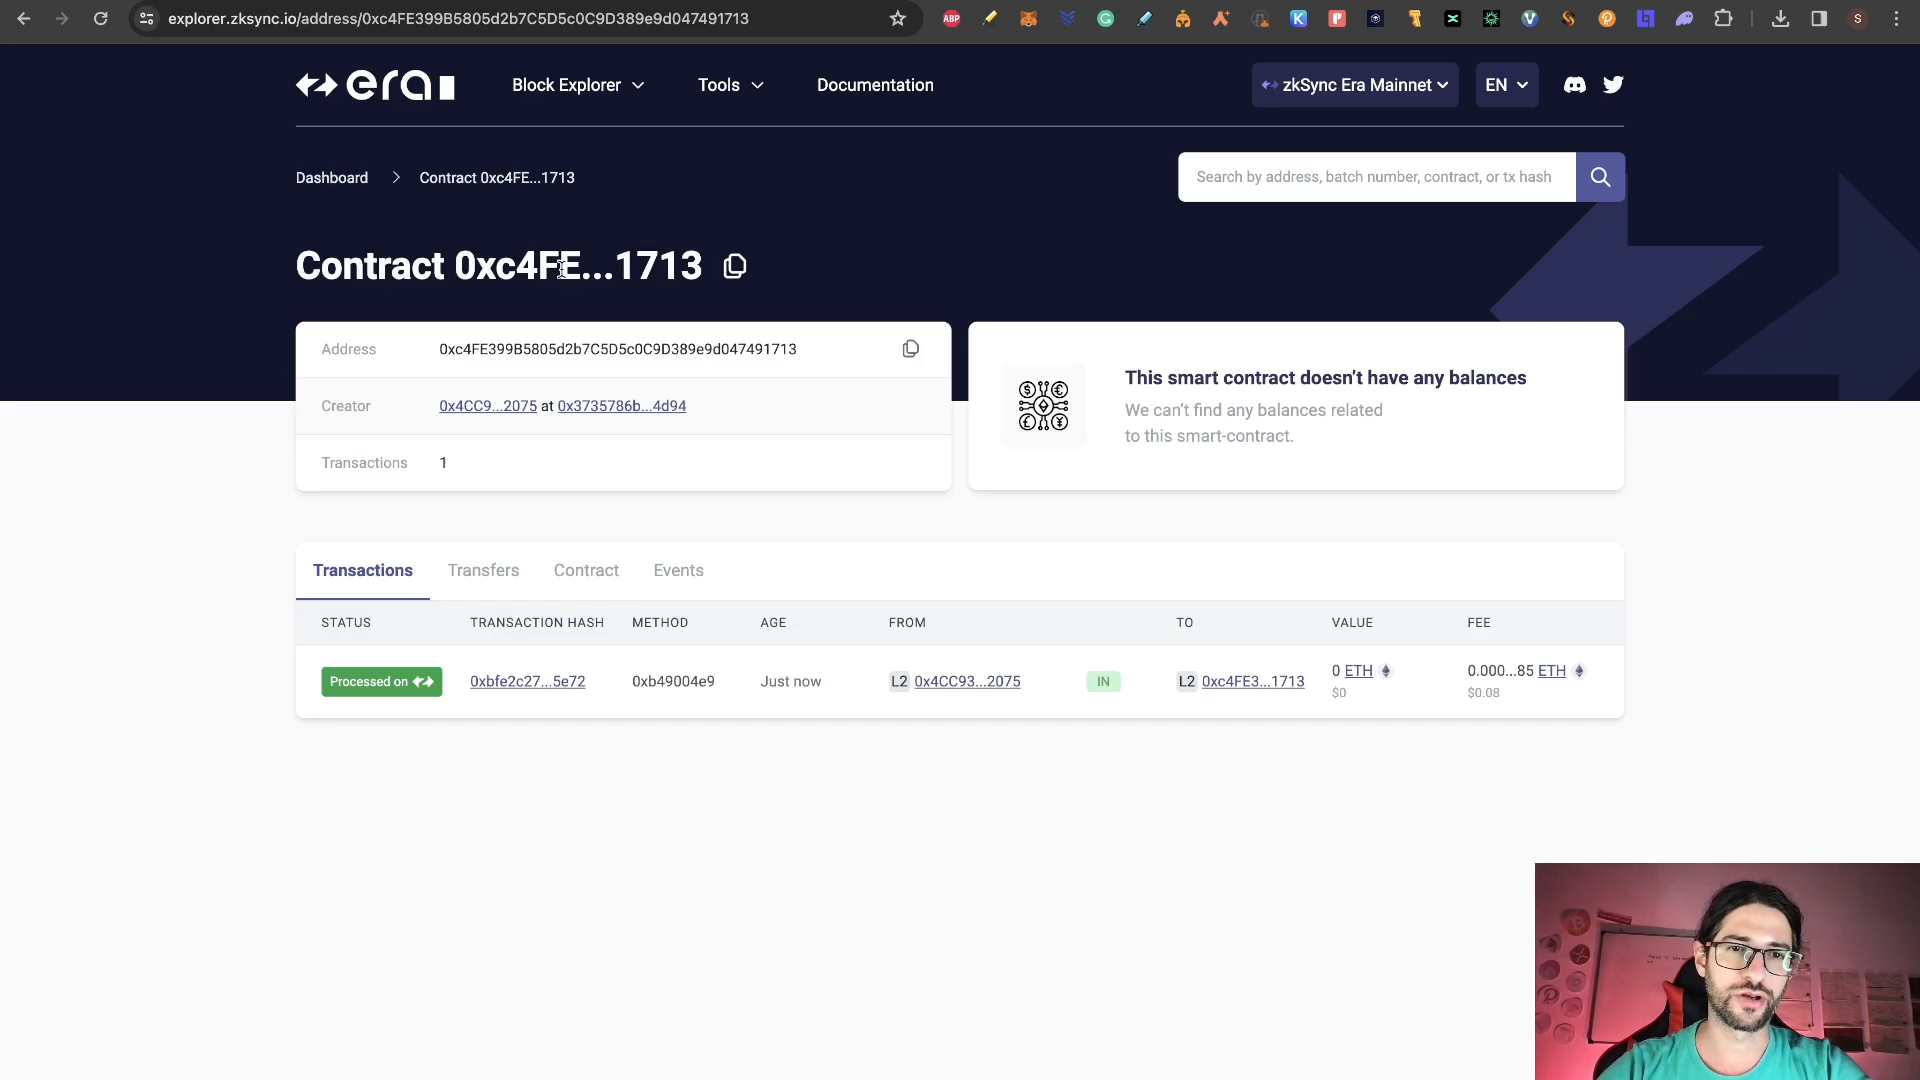 explorer.zksync.io/address/0xc4FE399B5805d2b7C5D5c0C9D389e9d047491713
ABP
S
era
Block Explorer
Tools
Documentation
zkSync Era Mainnet
EN
Dashboard
Contract 0xc4FE...1713
Search by address, batch number, contract, or tx hash
Contract 0xc4FE...1713
Address 0xc4FE399B5805d2b7C5D5c0C9D389e9d047491713
Creator 0x4CC9...2075 at 0x3735786b...4d94
Transactions 1
This smart contract doesn’t have any balances
We can’t find any balances related
to this smart-contract.
Transactions Transfers Contract Events
STATUS TRANSACTION HASH METHOD AGE FROM TO VALUE FEE
Processed on 0xbfe2c27...5e72 0xb49004e9 Just now L2 0x4CC93...2075 IN L2 0xc4FE3...1713 0 ETH 0.000...85 ETH
$0 $0.08